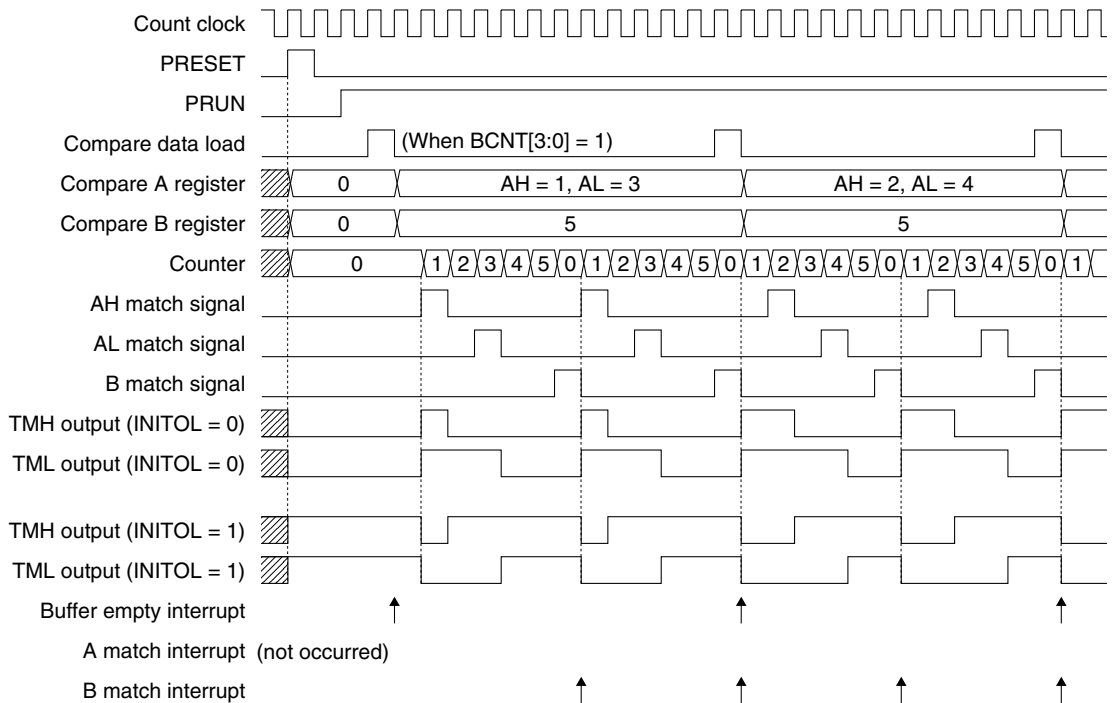 Count clock
PRESET
PRUN
Compare data load (When BCNT[3:0] = 1)
Compare A register 0 AH = 1, AL = 3 AH = 2, AL = 4
Compare B register 0 5 5
Counter 0 1 2 3 4 5 0 1 2 3 4 5 0 1 2 3 4 5 0 1 2 3 4 5 0 1
AH match signal
AL match signal
B match signal
TMH output (INITOL = 0)
TML output (INITOL = 0)
TMH output (INITOL = 1)
TML output (INITOL = 1)
Buffer empty interrupt
A match interrupt (not occurred)
B match interrupt